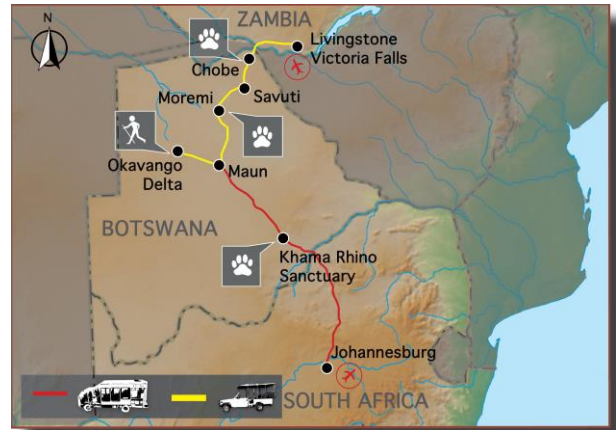 N
ZAMBIA
Livingstone
Victoria Falls
Chobe
Savuti
Moremi
Okavango
Delta
Maun
BOTSWANA
Khama Rhino
Sanctuary
Johannesburg
SOUTH AFRICA